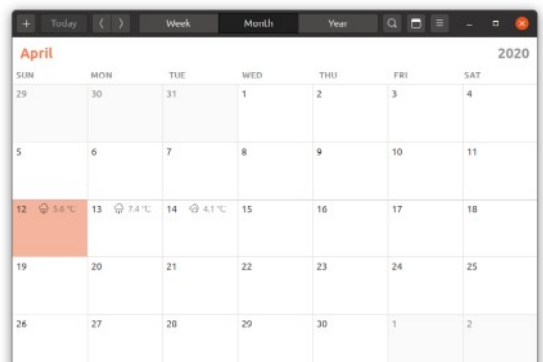 Today Week Month Year
April 2020
SUN MON TUE WED THU FRI SAT
29 30 31 1 2 3 4
5 6 7 8 9 10 11
12 5.6 °C 13 7.4 °C 14 4.1 °C 15 16 17 18
19 20 21 22 23 24 25
26 27 28 29 30 1 2